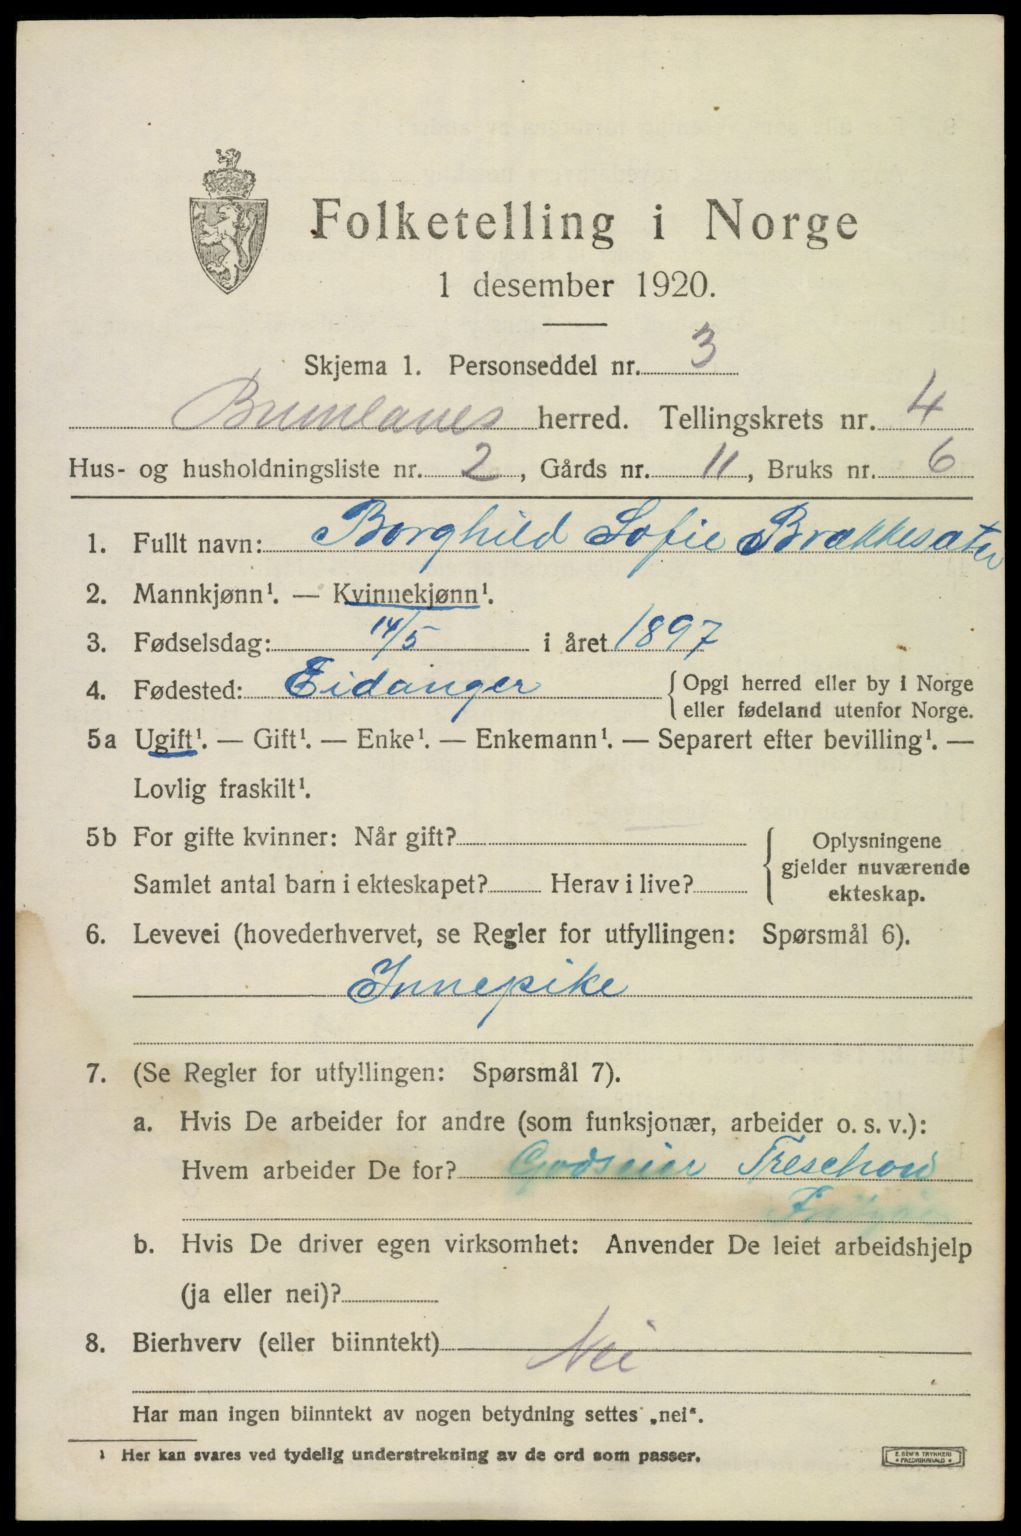 Folketelling i Norge
1 desember 1920.
Skjema 1. Personseddel nr. 3
Brunlanes herred. Tellingskrets nr. 4
Hus- og husholdningsliste nr. 2, Gårds nr. 11, Bruks nr. 6
1. Fullt navn: Borghild Sofie Brækkesæter
2. Mannkjønn¹. — Kvinnekjønn¹.
3. Fødselsdag: 14/5 i året 1897
4. Fødested: Eidanger { Opgi herred eller by i Norge
eller fødeland utenfor Norge.
5a Ugift¹. — Gift¹. — Enke¹. — Enkemann¹. — Separert efter bevilling¹. —
Lovlig fraskilt¹.
5b For gifte kvinner: Når gift?
Samlet antal barn i ekteskapet? Herav i live?
{ Oplysningene
gjelder nuværende
ekteskap.
6. Levevei (hovederhvervet, se Regler for utfyllingen: Spørsmål 6).
Innepike
7. (Se Regler for utfyllingen: Spørsmål 7).
a. Hvis De arbeider for andre (som funksjonær, arbeider o. s. v.):
Hvem arbeider De for? Godseier Treschow
b. Hvis De driver egen virksomhet: Anvender De leiet arbeidshjelp
(ja eller nei)?
8. Bierhverv (eller biinntekt) Nei
Har man ingen biinntekt av nogen betydning settes „nei".
¹ Her kan svares ved tydelig understrekning av de ord som passer.